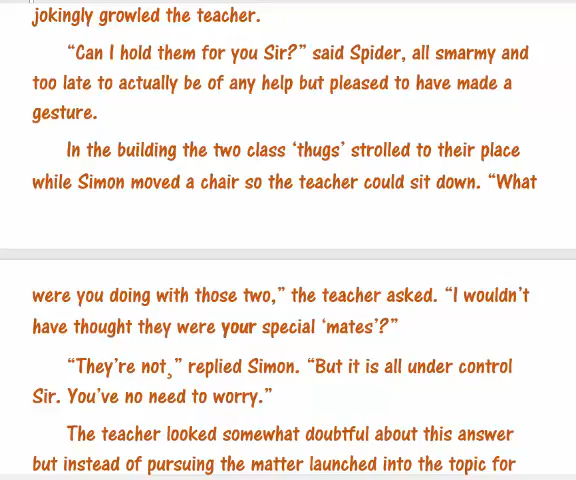 jokingly growled the teacher.
“Can I hold them for you Sir?” said Spider, all smarmy and
too late to actually be of any help but pleased to have made a
gesture.
In the building the two class ‘thugs’ strolled to their place
while Simon moved a chair so the teacher could sit down. “What
were you doing with those two,” the teacher asked. “I wouldn’t
have thought they were your special ‘mates’?”
“They’re not,” replied Simon. “But it is all under control
Sir. You’ve no need to worry.”
The teacher looked somewhat doubtful about this answer
but instead of pursuing the matter launched into the topic for